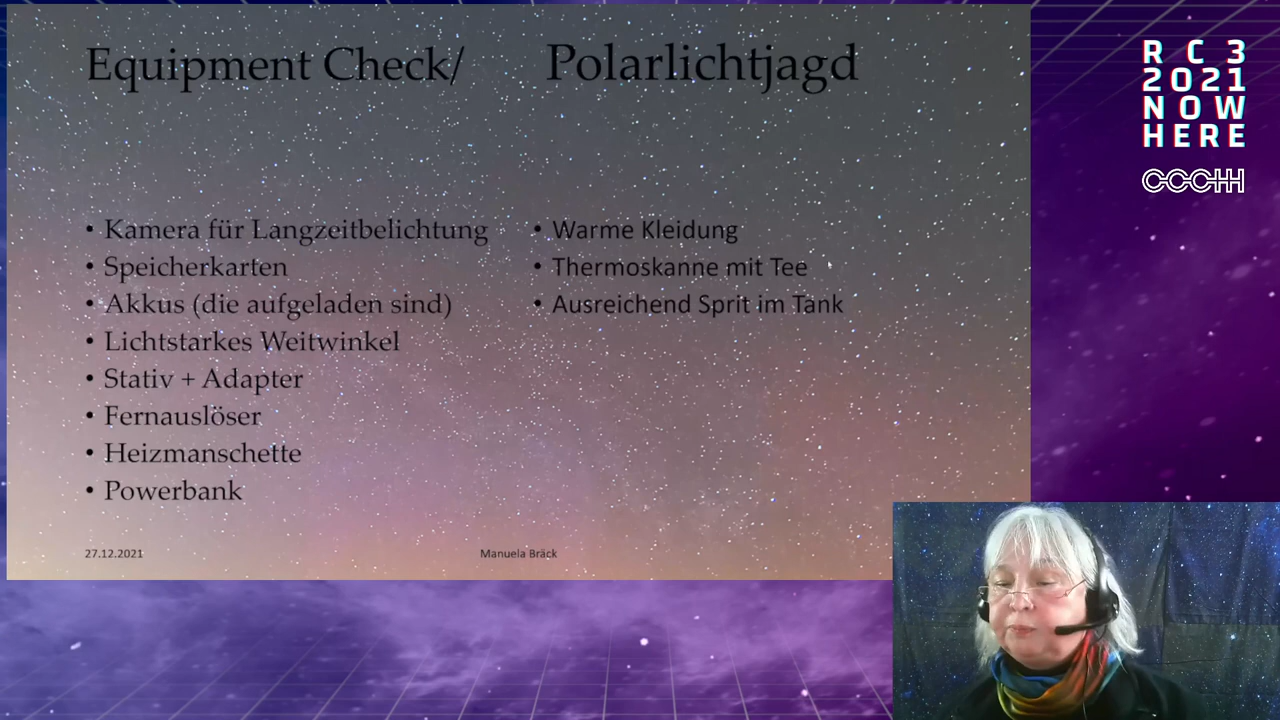 Equipment Check/ Polarlichtjagd
• Kamera für Langzeitbelichtung
• Speicherkarten
• Akkus (die aufgeladen sind)
• Lichtstarkes Weitwinkel
• Stativ + Adapter
• Fernauslöser
• Heizmanschette
• Powerbank
• Warme Kleidung
• Thermoskanne mit Tee
• Ausreichend Sprit im Tank
27.12.2021
Manuela Bräck
R C 3
2021
NOW
HERE
CCCHH